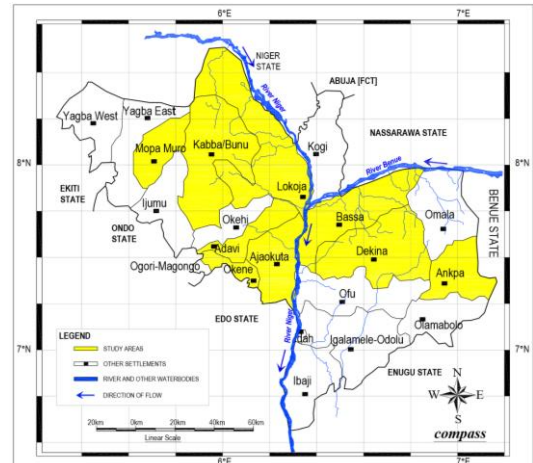 6°E
7°E
NIGER
STATE
River Niger
ABUJA [FCT]
Yagba West
Yagba East
NASSARAWA STATE
Mopa Muro
Kabba/Bunu
Kogi
8°N
8°N
River Benue
EKITI
STATE
Lokoja
BENUE STATE
Ijumu
ONDO
STATE
Okehi
Bassa
Omala
Adavi
Ajaokuta
Dekina
Ogori-Magongo
Okene
Ankpa
Ofu
EDO STATE
River Niger
Olamabolo
LEGEND
STUDY AREAS
OTHER SETTLEMENTS
RIVER AND OTHER WATERBODIES
DIRECTION OF FLOW
7°N
7°N
Idah
Igalamele-Odolu
ENUGU STATE
Ibaji
N
W
E
S
compass
20km
0
20km
40km
60km
Linear Scale
6°E
7°E